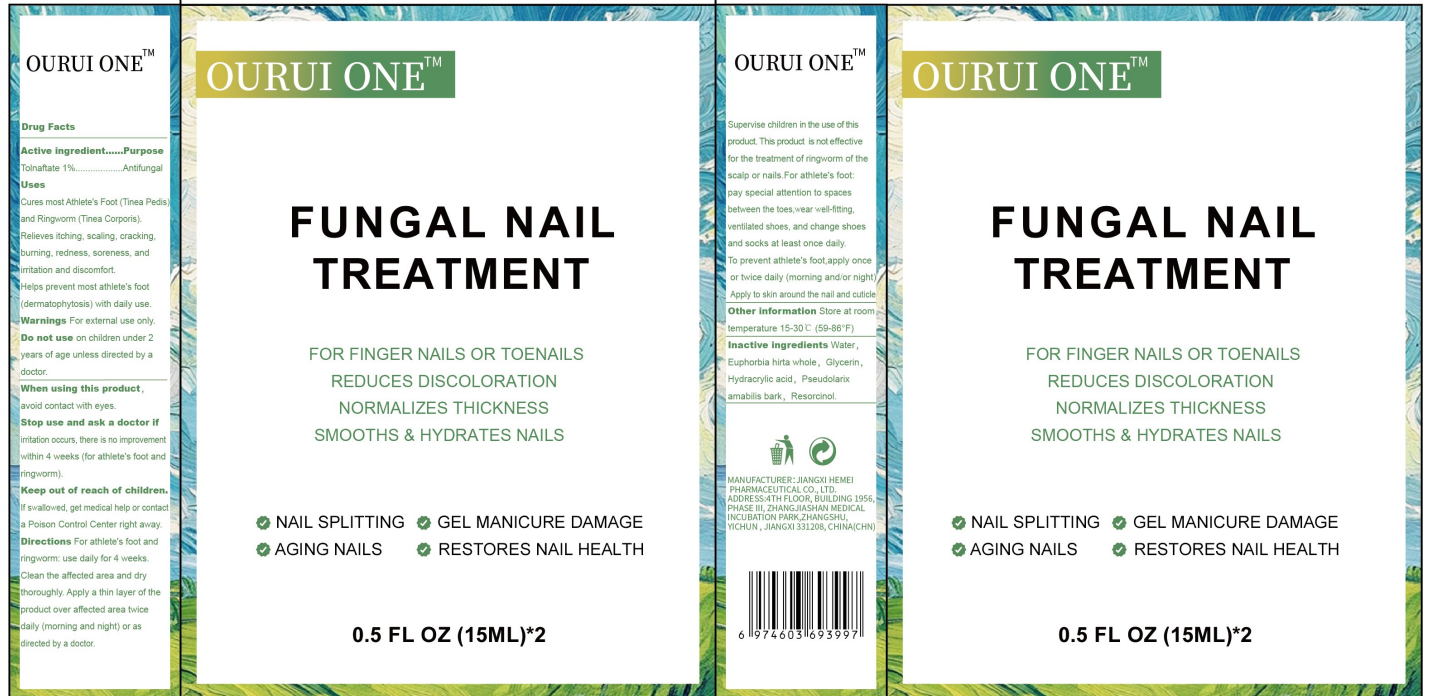 OURUI ONE™
Drug Facts
Active ingredient......Purpose
Tolnaftate 1%...................Antifungal
Uses
Cures most Athlete's Foot (Tinea Pedis)
and Ringworm (Tinea Corporis).
Relieves itching, scaling, cracking,
burning, redness, soreness, and
irritation and discomfort.
Helps prevent most athlete's foot
(dermatophytosis) with daily use.
Warnings For external use only.
Do not use on children under 2
years of age unless directed by a
doctor.
When using this product,
avoid contact with eyes.
Stop use and ask a doctor if
irritation occurs, there is no improvement
within 4 weeks (for athlete's foot and
ringworm).
Keep out of reach of children.
If swallowed, get medical help or contact
a Poison Control Center right away.
Directions For athlete's foot and
ringworm: use daily for 4 weeks.
Clean the affected area and dry
thoroughly. Apply a thin layer of the
product over affected area twice
daily (morning and night) or as
directed by a doctor.
OURUI ONE™
FUNGAL NAIL
TREATMENT
FOR FINGER NAILS OR TOENAILS
REDUCES DISCOLORATION
NORMALIZES THICKNESS
SMOOTHS & HYDRATES NAILS
NAIL SPLITTING GEL MANICURE DAMAGE
AGING NAILS RESTORES NAIL HEALTH
0.5 FL OZ (15ML)*2
OURUI ONE™
Supervise children in the use of this
product. This product is not effective
for the treatment of ringworm of the
scalp or nails.For athlete's foot:
pay special attention to spaces
between the toes,wear well-fitting,
ventilated shoes, and change shoes
and socks at least once daily.
To prevent athlete's foot,apply once
or twice daily (morning and/or night)
Apply to skin around the nail and cuticle
Other information Store at room
temperature 15-30℃ (59-86°F)
Inactive ingredients Water，
Euphorbia hirta whole，Glycerin，
Hydracrylic acid，Pseudolarix
amabilis bark，Resorcinol.
MANUFACTURER：JIANGXI HEMEI
PHARMACEUTICAL CO., LTD.
ADDRESS:4TH FLOOR, BUILDING 1956,
PHASE III, ZHANGJIASHAN MEDICAL
INCUBATION PARK,ZHANGSHU,
YICHUN , JIANGXI 331208, CHINA(CHN)
6 974603 693997
OURUI ONE™
FUNGAL NAIL
TREATMENT
FOR FINGER NAILS OR TOENAILS
REDUCES DISCOLORATION
NORMALIZES THICKNESS
SMOOTHS & HYDRATES NAILS
NAIL SPLITTING GEL MANICURE DAMAGE
AGING NAILS RESTORES NAIL HEALTH
0.5 FL OZ (15ML)*2